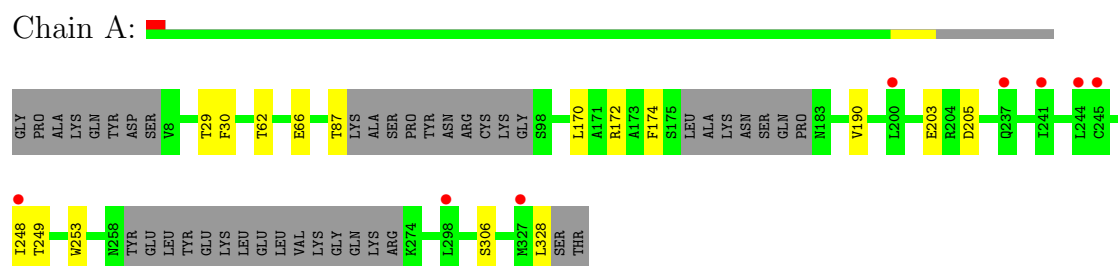 Chain A:
GLY PRO ALA LYS GLN TYR ASP SER V8 T29 F30 T62 E66 T87 LYS ALA SER PRO TYR ASN ARG CYS LYS GLY S98 L170 A171 R172 A173 F174 S175 LEU ALA LYS ASN SER GLN PRO N183 V190 L200 E203 R204 D205 Q237 I241 L244 C245
I248 T249 W253 N258 TYR GLU LEU TYR GLU LYS LEU GLU LEU VAL LYS GLY GLN LYS ARG K274 L298 S306 M327 L328 SER THR